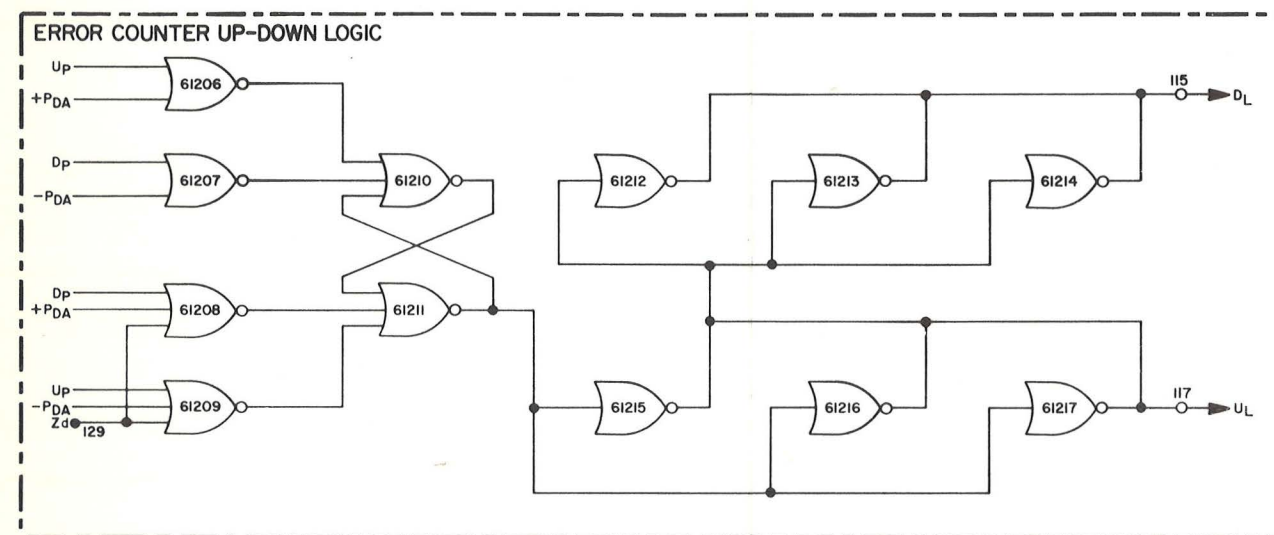 ERROR COUNTER UP-DOWN LOGIC
UP
+PDA
61206
DP
-PDA
61207
61210
61212
61213
61214
115
DL
DP
+PDA
61208
61211
UP
-PDA
Zd
129
61209
61215
61216
61217
117
UL